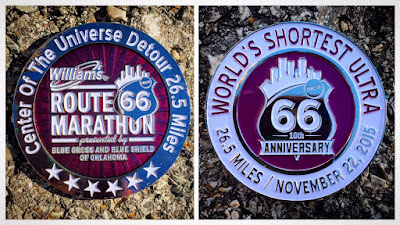 Center Of The Universe Detour 26.5 Miles
Williams
ROUTE 66
MARATHON
presented by
BLUE CROSS AND BLUE SHIELD
OF OKLAHOMA
WORLD'S SHORTEST ULTRA
66
10th
ANNIVERSARY
26.5 MILES / NOVEMBER 22, 2015